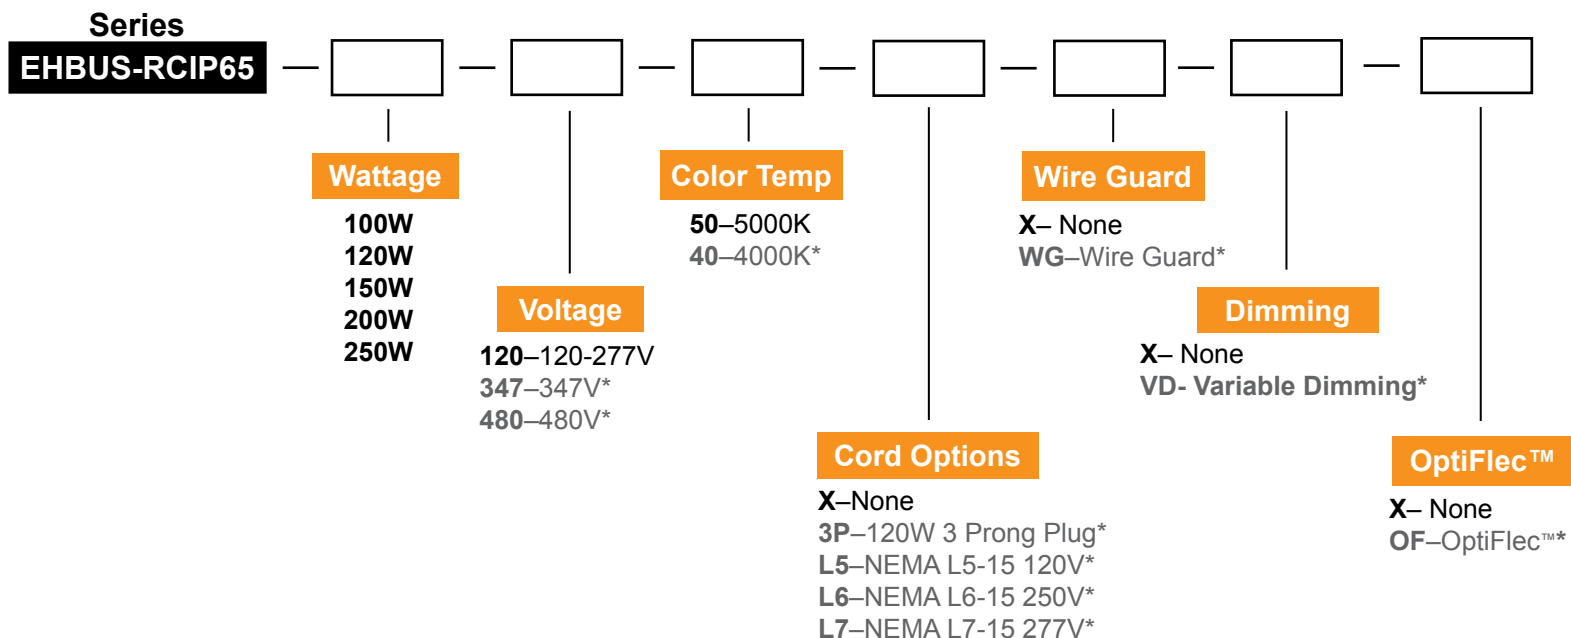 Series
EHBUS-RCIP65
Wattage
100W
120W
150W
200W
250W
Voltage
120–120-277V
347–347V*
480–480V*
Color Temp
50–5000K
40–4000K*
Cord Options
X–None
3P–120W 3 Prong Plug*
L5–NEMA L5-15 120V*
L6–NEMA L6-15 250V*
L7–NEMA L7-15 277V*
Wire Guard
X– None
WG–Wire Guard*
Dimming
X– None
VD- Variable Dimming*
OptiFlec™
X– None
OF–OptiFlec™*